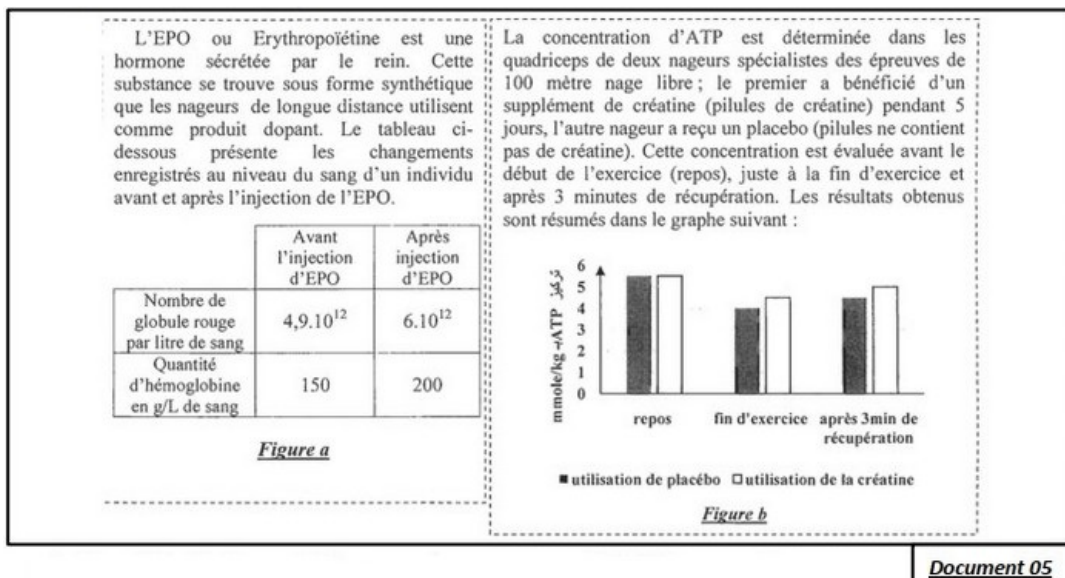 L'EPO ou Erythropoïétine est une
hormone sécrétée par le rein. Cette
substance se trouve sous forme synthétique
que les nageurs de longue distance utilisent
comme produit dopant. Le tableau ci-
dessous présente les changements
enregistrés au niveau du sang d'un individu
avant et après l'injection de l'EPO.
Avant
l'injection
d'EPO
Après
injection
d'EPO
Nombre de
globule rouge
par litre de sang
4,9.10¹²
6.10¹²
Quantité
d'hémoglobine
en g/L de sang
150
200
Figure a
La concentration d'ATP est déterminée dans les
quadriceps de deux nageurs spécialistes des épreuves de
100 mètre nage libre ; le premier a bénéficié d'un
supplément de créatine (pilules de créatine) pendant 5
jours, l'autre nageur a reçu un placebo (pilules ne contient
pas de créatine). Cette concentration est évaluée avant le
début de l'exercice (repos), juste à la fin d'exercice et
après 3 minutes de récupération. Les résultats obtenus
sont résumés dans le graphe suivant :
mmole/kg ATP تركيز
6
5
4
3
2
1
0
repos
fin d'exercice
après 3min de
récupération
utilisation de placébo
utilisation de la créatine
Figure b
Document 05